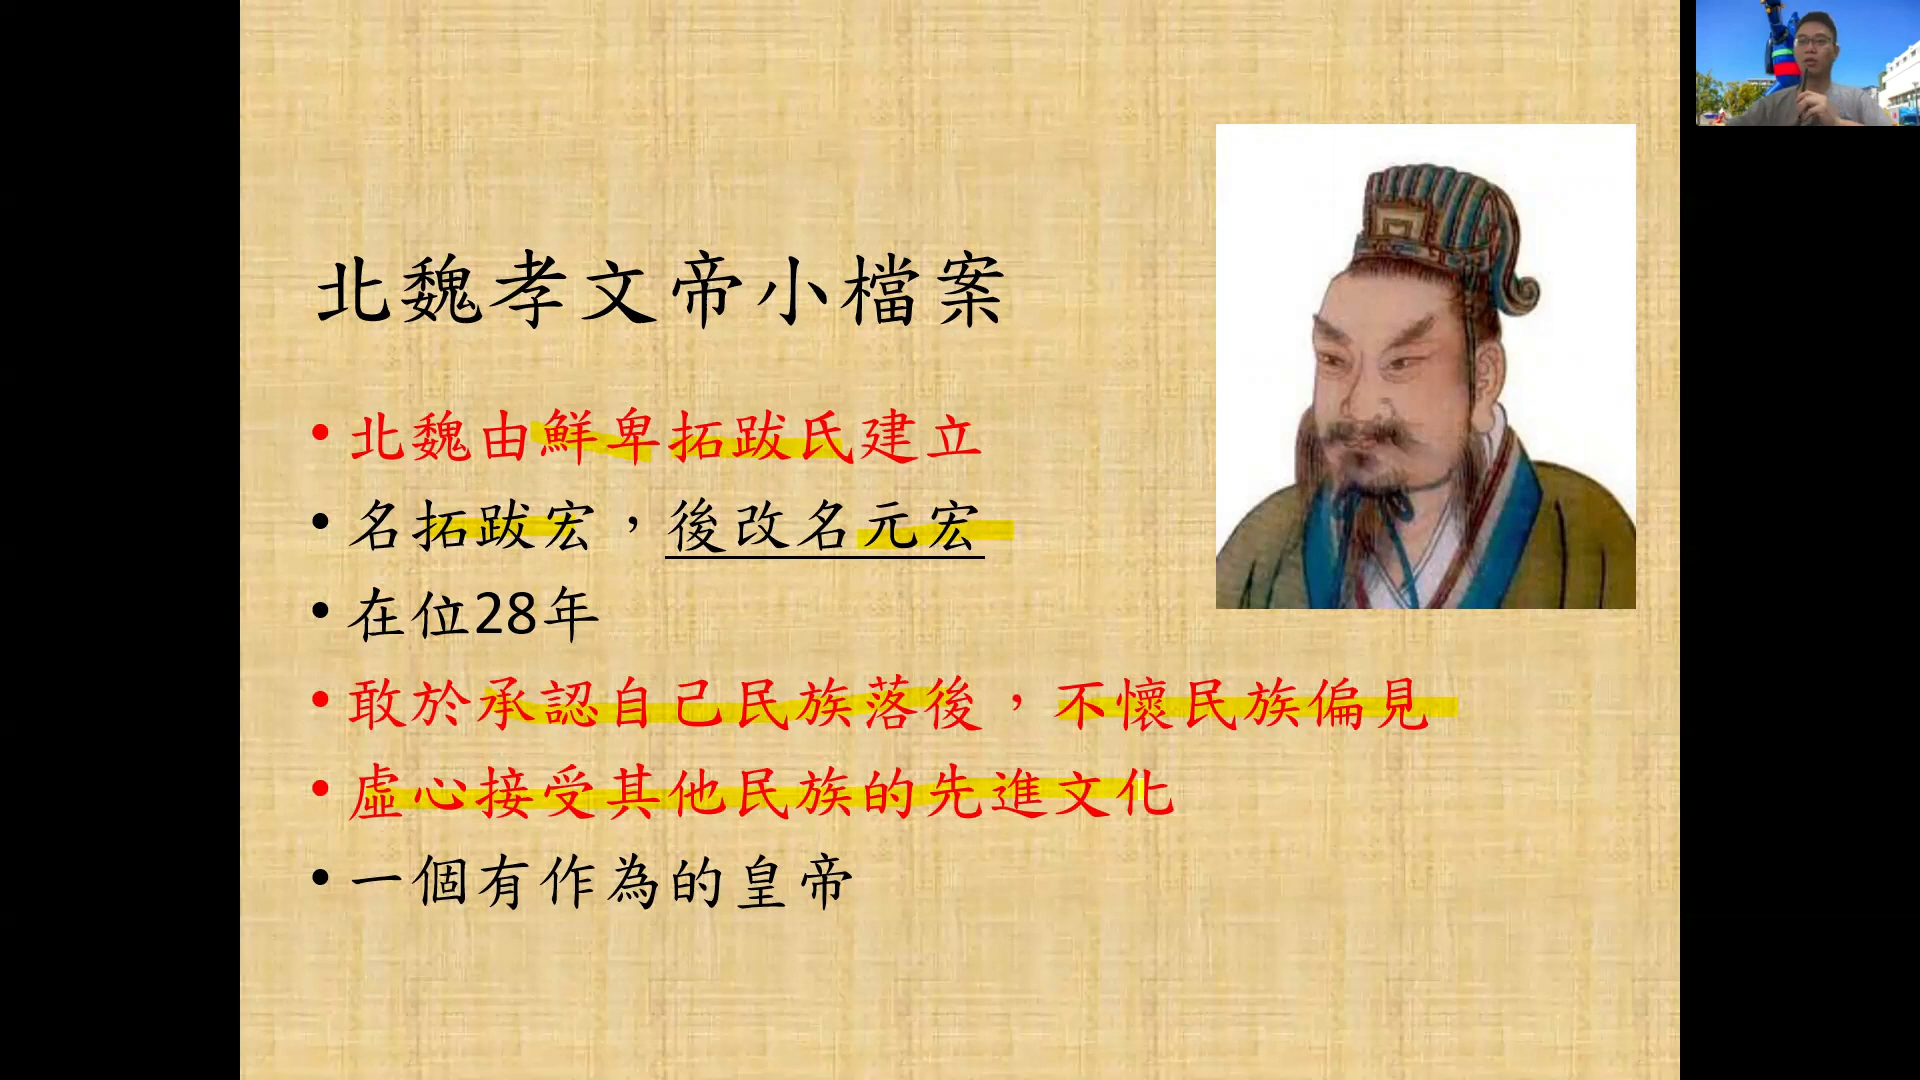 北魏孝文帝小檔案
• 北魏由鮮卑拓跋氏建立
• 名拓跋宏，後改名元宏
• 在位28年
• 敢於承認自己民族落後，不懷民族偏見
• 虛心接受其他民族的先進文化
• 一個有作為的皇帝